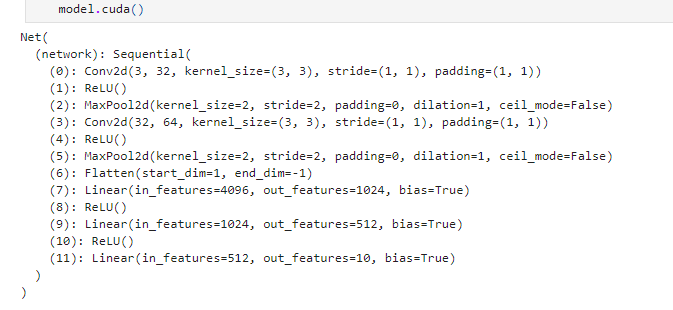 model.cuda()
Net(
  (network): Sequential(
    (0): Conv2d(3, 32, kernel_size=(3, 3), stride=(1, 1), padding=(1, 1))
    (1): ReLU()
    (2): MaxPool2d(kernel_size=2, stride=2, padding=0, dilation=1, ceil_mode=False)
    (3): Conv2d(32, 64, kernel_size=(3, 3), stride=(1, 1), padding=(1, 1))
    (4): ReLU()
    (5): MaxPool2d(kernel_size=2, stride=2, padding=0, dilation=1, ceil_mode=False)
    (6): Flatten(start_dim=1, end_dim=-1)
    (7): Linear(in_features=4096, out_features=1024, bias=True)
    (8): ReLU()
    (9): Linear(in_features=1024, out_features=512, bias=True)
    (10): ReLU()
    (11): Linear(in_features=512, out_features=10, bias=True)
  )
)